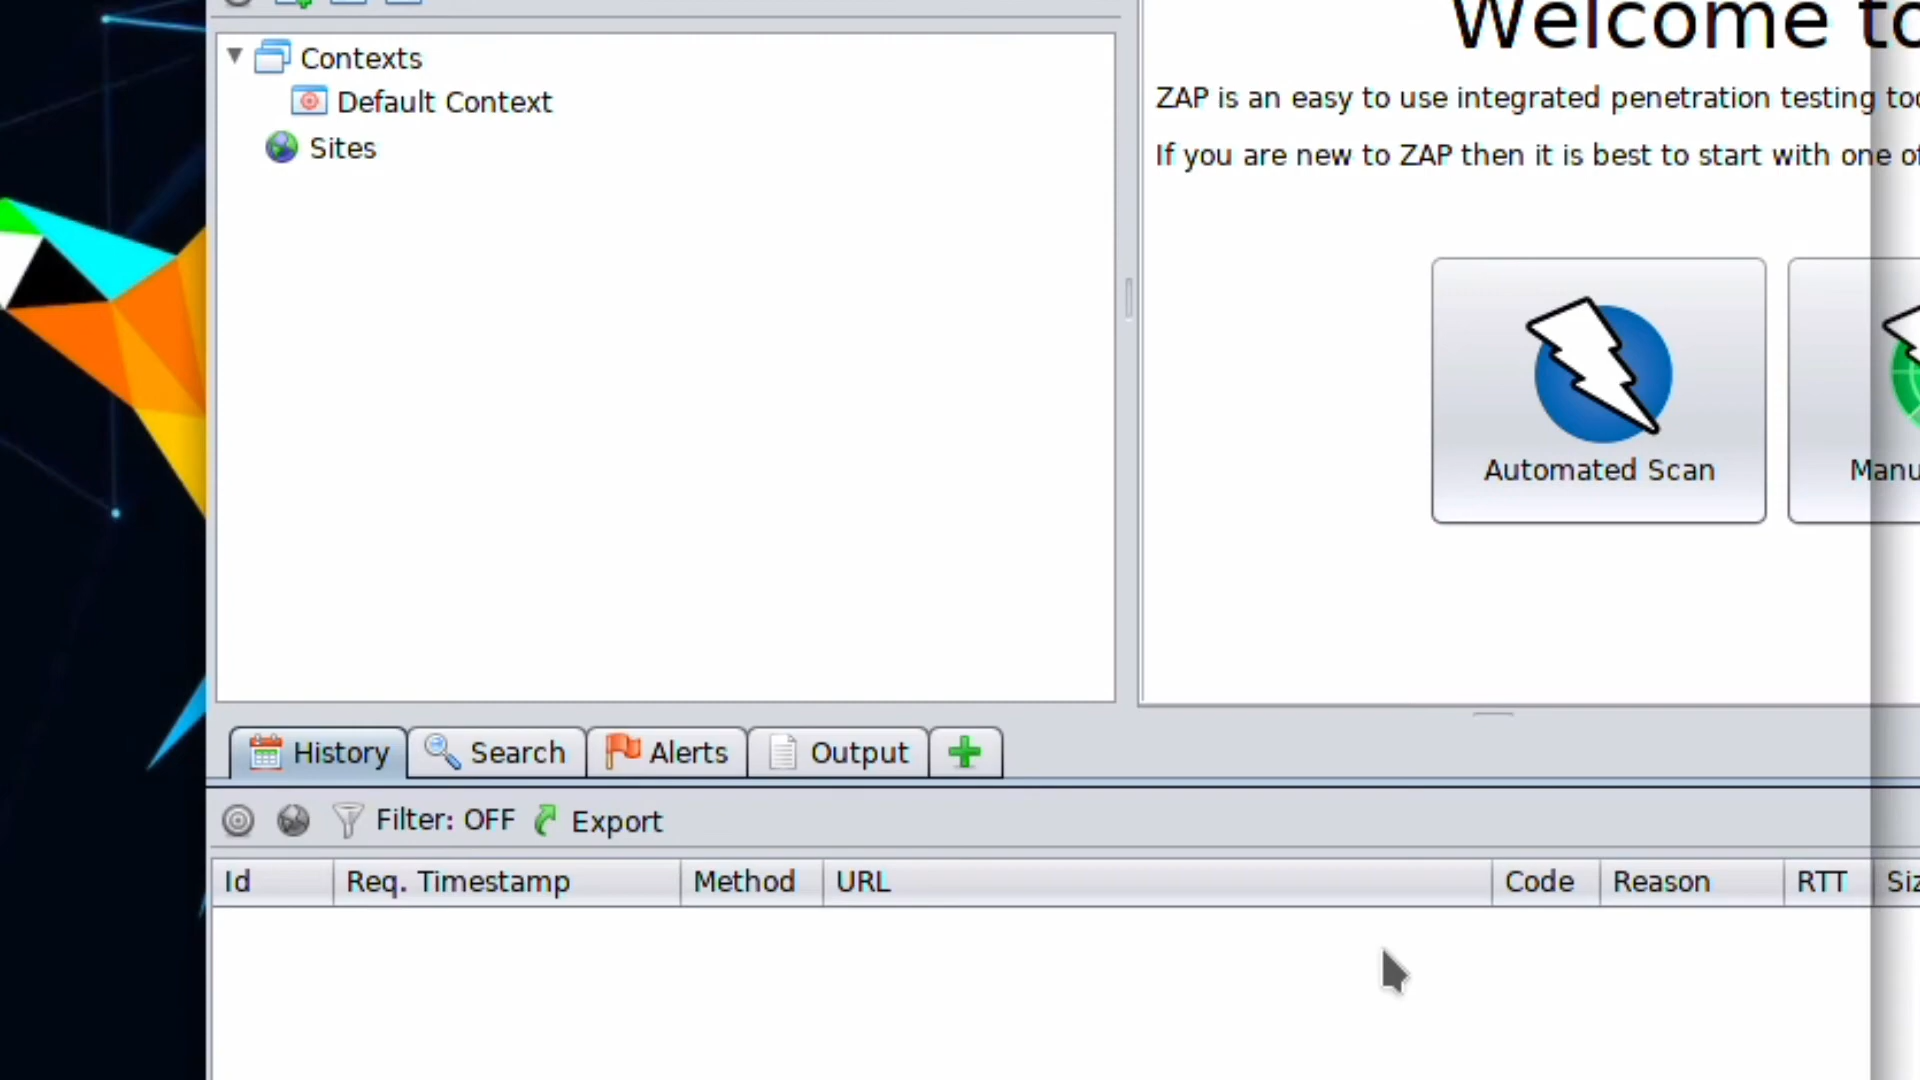 Welcome to
Contexts
Default Context
Sites
ZAP is an easy to use integrated penetration testing
If you are new to ZAP then it is best to start with one
Automated Scan
History
Search
Alerts
Output
Filter: OFF
Export
Id
Req. Timestamp
Method
URL
Code
Reason
RTT